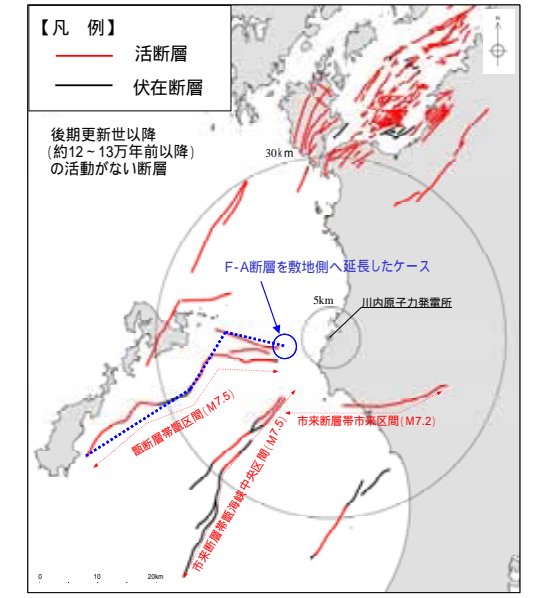 【凡 例】
活断層
伏在断層
N
後期更新世以降
(約12~13万年前以降)
の活動がない断層
30km
F-A断層を敷地側へ延長したケース
5km
川内原子力発電所
甑断層帯甑区間(M7.5)
市来断層帯市来区間(M7.2)
市来断層帯甑海峡中央区間(M7.5)
0 10 20km